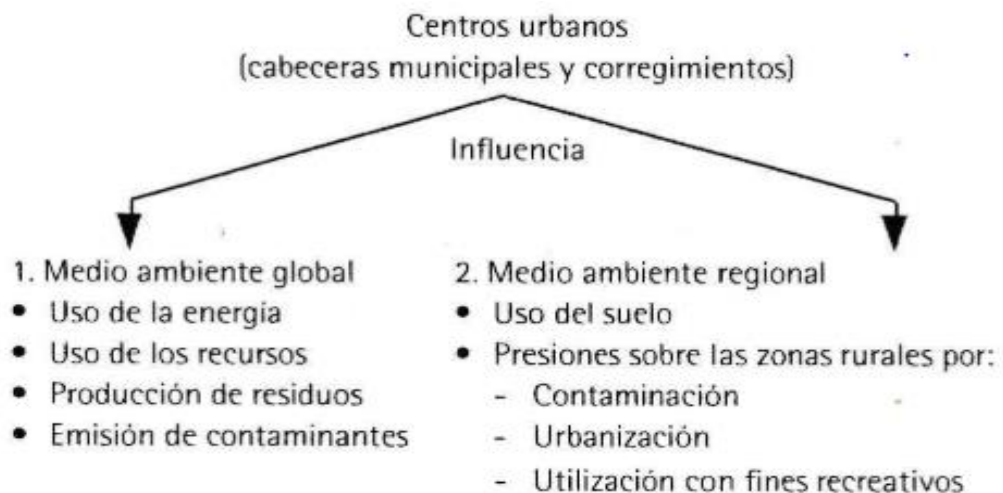 Centros urbanos
(cabeceras municipales y corregimientos)
Influencia
1. Medio ambiente global
• Uso de la energía
• Uso de los recursos
• Producción de residuos
• Emisión de contaminantes
2. Medio ambiente regional
• Uso del suelo
• Presiones sobre las zonas rurales por:
- Contaminación
- Urbanización
- Utilización con fines recreativos